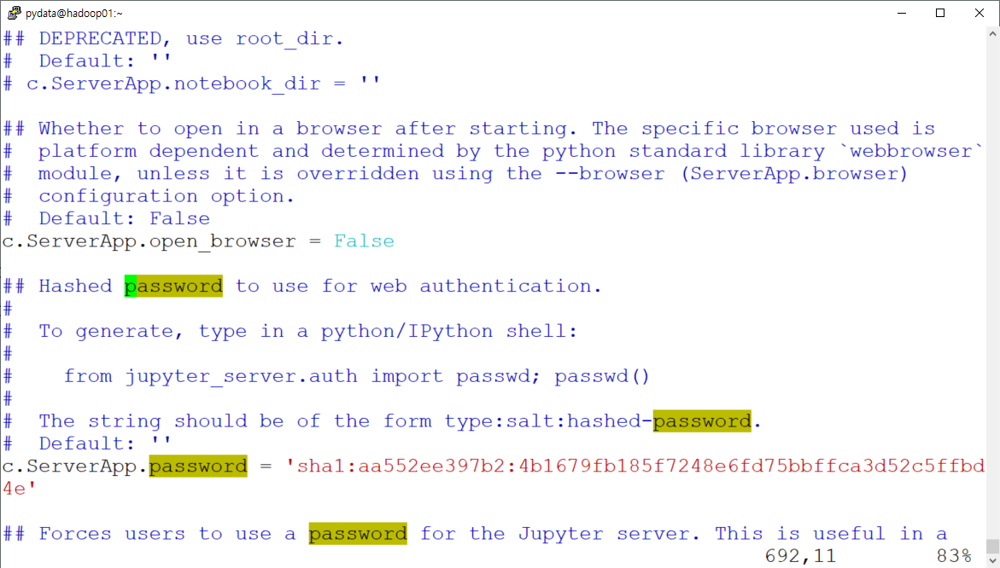 pydata@hadoop01:~
## DEPRECATED, use root_dir.
#  Default: ''
# c.ServerApp.notebook_dir = ''
## Whether to open in a browser after starting. The specific browser used is
#  platform dependent and determined by the python standard library `webbrowser`
#  module, unless it is overridden using the --browser (ServerApp.browser)
#  configuration option.
#  Default: False
c.ServerApp.open_browser = False
## Hashed password to use for web authentication.
#
#  To generate, type in a python/IPython shell:
#
#    from jupyter_server.auth import passwd; passwd()
#
#  The string should be of the form type:salt:hashed-password.
#  Default: ''
c.ServerApp.password = 'sha1:aa552ee397b2:4b1679fb185f7248e6fd75bbffca3d52c5ffbd
4e'
## Forces users to use a password for the Jupyter server. This is useful in a
692,11 83%